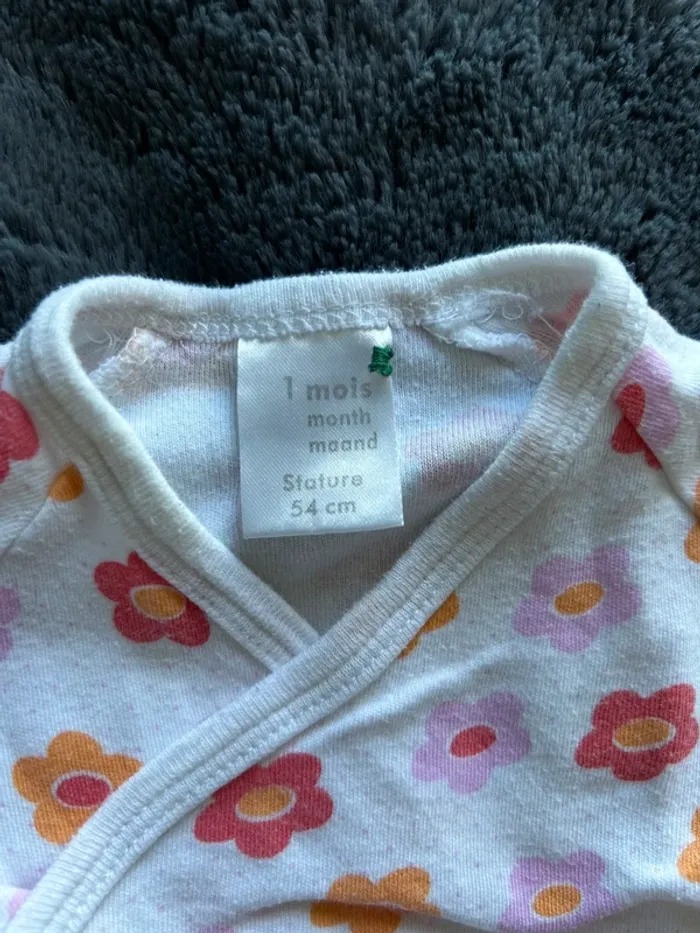 1 mois
month
maand
Stature
54 cm